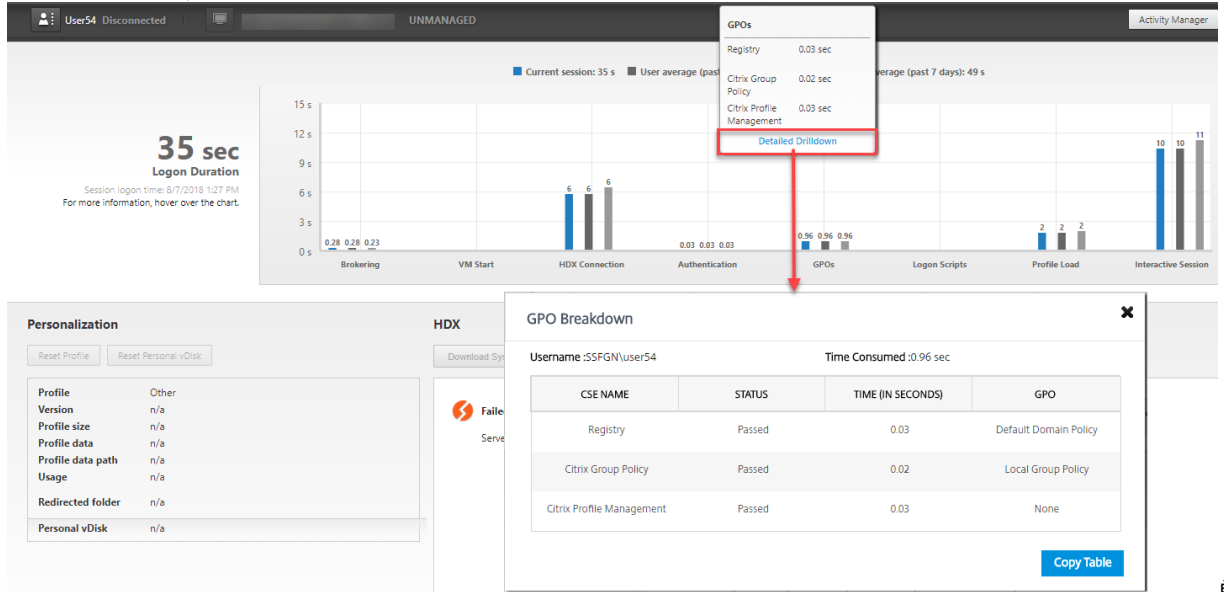 User54 Disconnected
UNMANAGED
Activity Manager
GPOs
Registry 0.03 sec
Citrix Group 0.02 sec
Policy
Citrix Profile 0.03 sec
Management
Detailed Drilldown
Current session: 35 s User average (past verage (past 7 days): 49 s
35 sec
Logon Duration
Session logon time: 8/7/2018 1:27 PM
For more information, hover over the chart.
15 s
12 s
9 s
6 s
3 s
0 s
0.28 0.28 0.23
6 6 6
0.03 0.03 0.03
0.96 0.96 0.96
2 2 2
10 10 11
Brokering VM Start HDX Connection Authentication GPOs Logon Scripts Profile Load Interactive Session
Personalization
Reset Profile Reset Personal vDisk
Profile Other
Version n/a
Profile size n/a
Profile data n/a
Profile data path n/a
Usage n/a
Redirected folder n/a
Personal vDisk n/a
HDX
Download Sy
Faile
Serve
GPO Breakdown
Username :SSFGN\user54 Time Consumed :0.96 sec
CSE NAME STATUS TIME (IN SECONDS) GPO
Registry Passed 0.03 Default Domain Policy
Citrix Group Policy Passed 0.02 Local Group Policy
Citrix Profile Management Passed 0.03 None
Copy Table